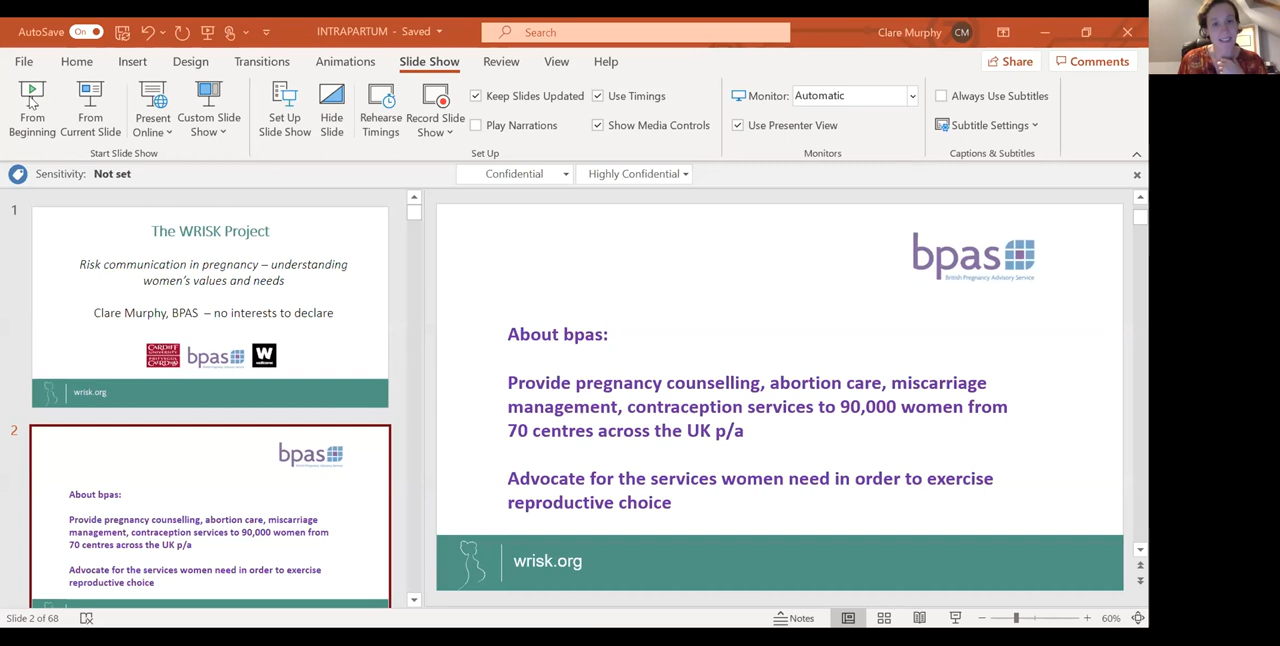 AutoSave On INTRAPARTUM - Saved Search Clare Murphy CM
File Home Insert Design Transitions Animations Slide Show Review View Help Share Comments
From Beginning
From Current Slide
Present Online
Custom Slide Show
Start Slide Show
Set Up Slide Show
Hide Slide
Rehearse Timings
Record Slide Show
Keep Slides Updated
Use Timings
Play Narrations
Show Media Controls
Set Up
Monitor: Automatic
Use Presenter View
Monitors
Always Use Subtitles
Subtitle Settings
Captions & Subtitles
Sensitivity: Not set Confidential Highly Confidential
1
The WRISK Project
Risk communication in pregnancy – understanding
women's values and needs
Clare Murphy, BPAS – no interests to declare
CARDIFF
UNIVERSITY
PRIFYSGOL
CAERDYDD
bpas
W
wrisk.org
2
bpas
About bpas:
Provide pregnancy counselling, abortion care, miscarriage
management, contraception services to 90,000 women from
70 centres across the UK p/a
Advocate for the services women need in order to exercise
reproductive choice
bpas
British Pregnancy Advisory Service
About bpas:
Provide pregnancy counselling, abortion care, miscarriage
management, contraception services to 90,000 women from
70 centres across the UK p/a
Advocate for the services women need in order to exercise
reproductive choice
wrisk.org
Slide 2 of 68 Notes 60%